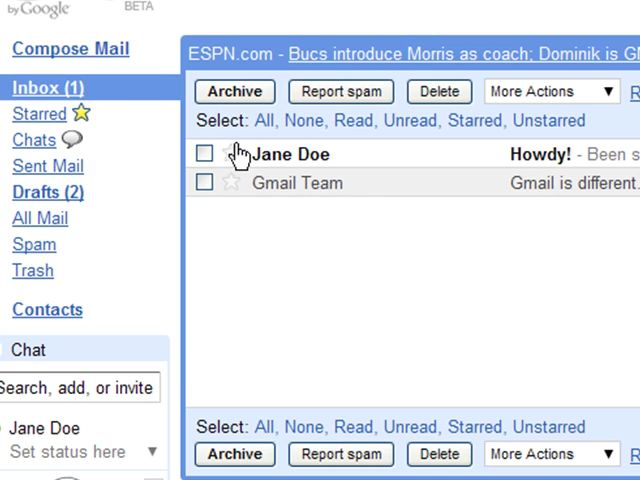 by Google BETA
Compose Mail
ESPN.com - Bucs introduce Morris as coach; Dominik is GM
Inbox (1)
Archive Report spam Delete More Actions
Starred
Select: All, None, Read, Unread, Starred, Unstarred
Chats
Jane Doe Howdy! - Been s
Sent Mail
Gmail Team Gmail is different.
Drafts (2)
All Mail
Spam
Trash
Contacts
Chat
Search, add, or invite
Jane Doe
Set status here
Select: All, None, Read, Unread, Starred, Unstarred
Archive Report spam Delete More Actions